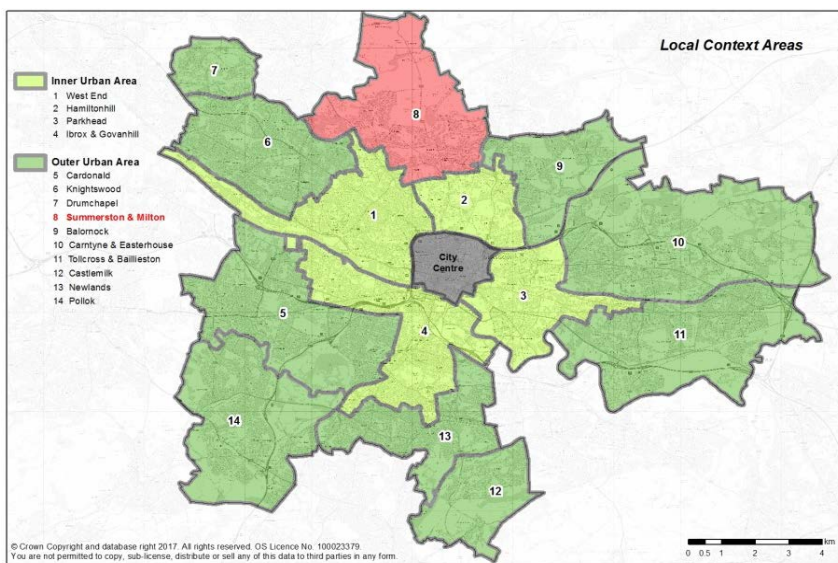 Local Context Areas
Inner Urban Area
1 West End
2 Hamiltonhill
3 Parkhead
4 Ibrox & Govanhill
Outer Urban Area
5 Cardonald
6 Knightswood
7 Drumchapel
8 Summerston & Milton
9 Balornock
10 Carntyne & Easterhouse
11 Tollcross & Baillieston
12 Castlemilk
13 Newlands
14 Pollok
7
8
6
9
2
1
10
City
Centre
3
5
4
11
14
13
12
© Crown Copyright and database right 2017. All rights reserved. OS Licence No. 100023379.
You are not permitted to copy, sub-license, distribute or sell any of this data to third parties in any form.
km
0 0.5 1 2 3 4